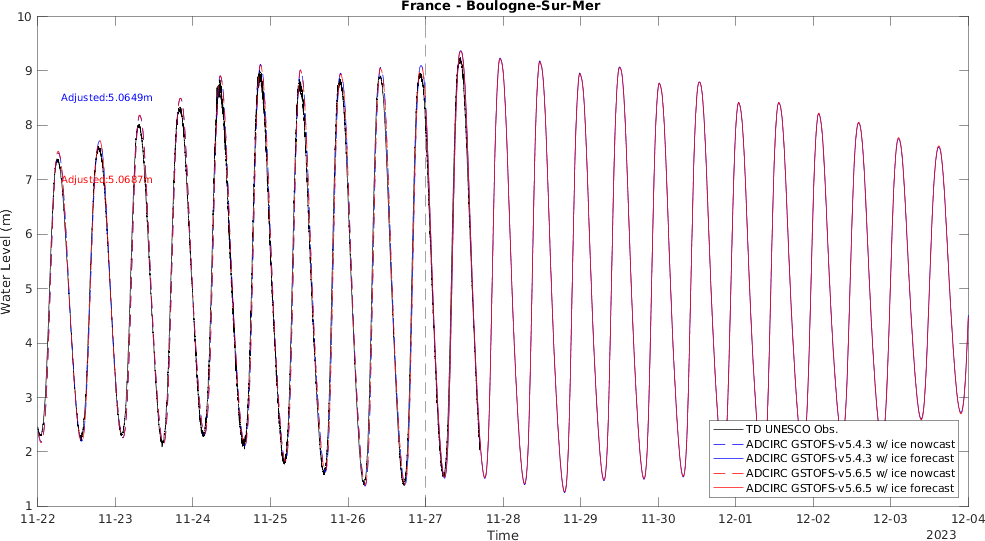 France - Boulogne-Sur-Mer
10
9
8
7
6
5
4
3
2
1
Water Level (m)
Adjusted:5.0649m
Adjusted:5.0687m
TD UNESCO Obs.
ADCIRC GSTOFS-v5.4.3 w/ ice nowcast
ADCIRC GSTOFS-v5.4.3 w/ ice forecast
ADCIRC GSTOFS-v5.6.5 w/ ice nowcast
ADCIRC GSTOFS-v5.6.5 w/ ice forecast
11-22 11-23 11-24 11-25 11-26 11-27 11-28 11-29 11-30 12-01 12-02 12-03 12-04
Time
2023